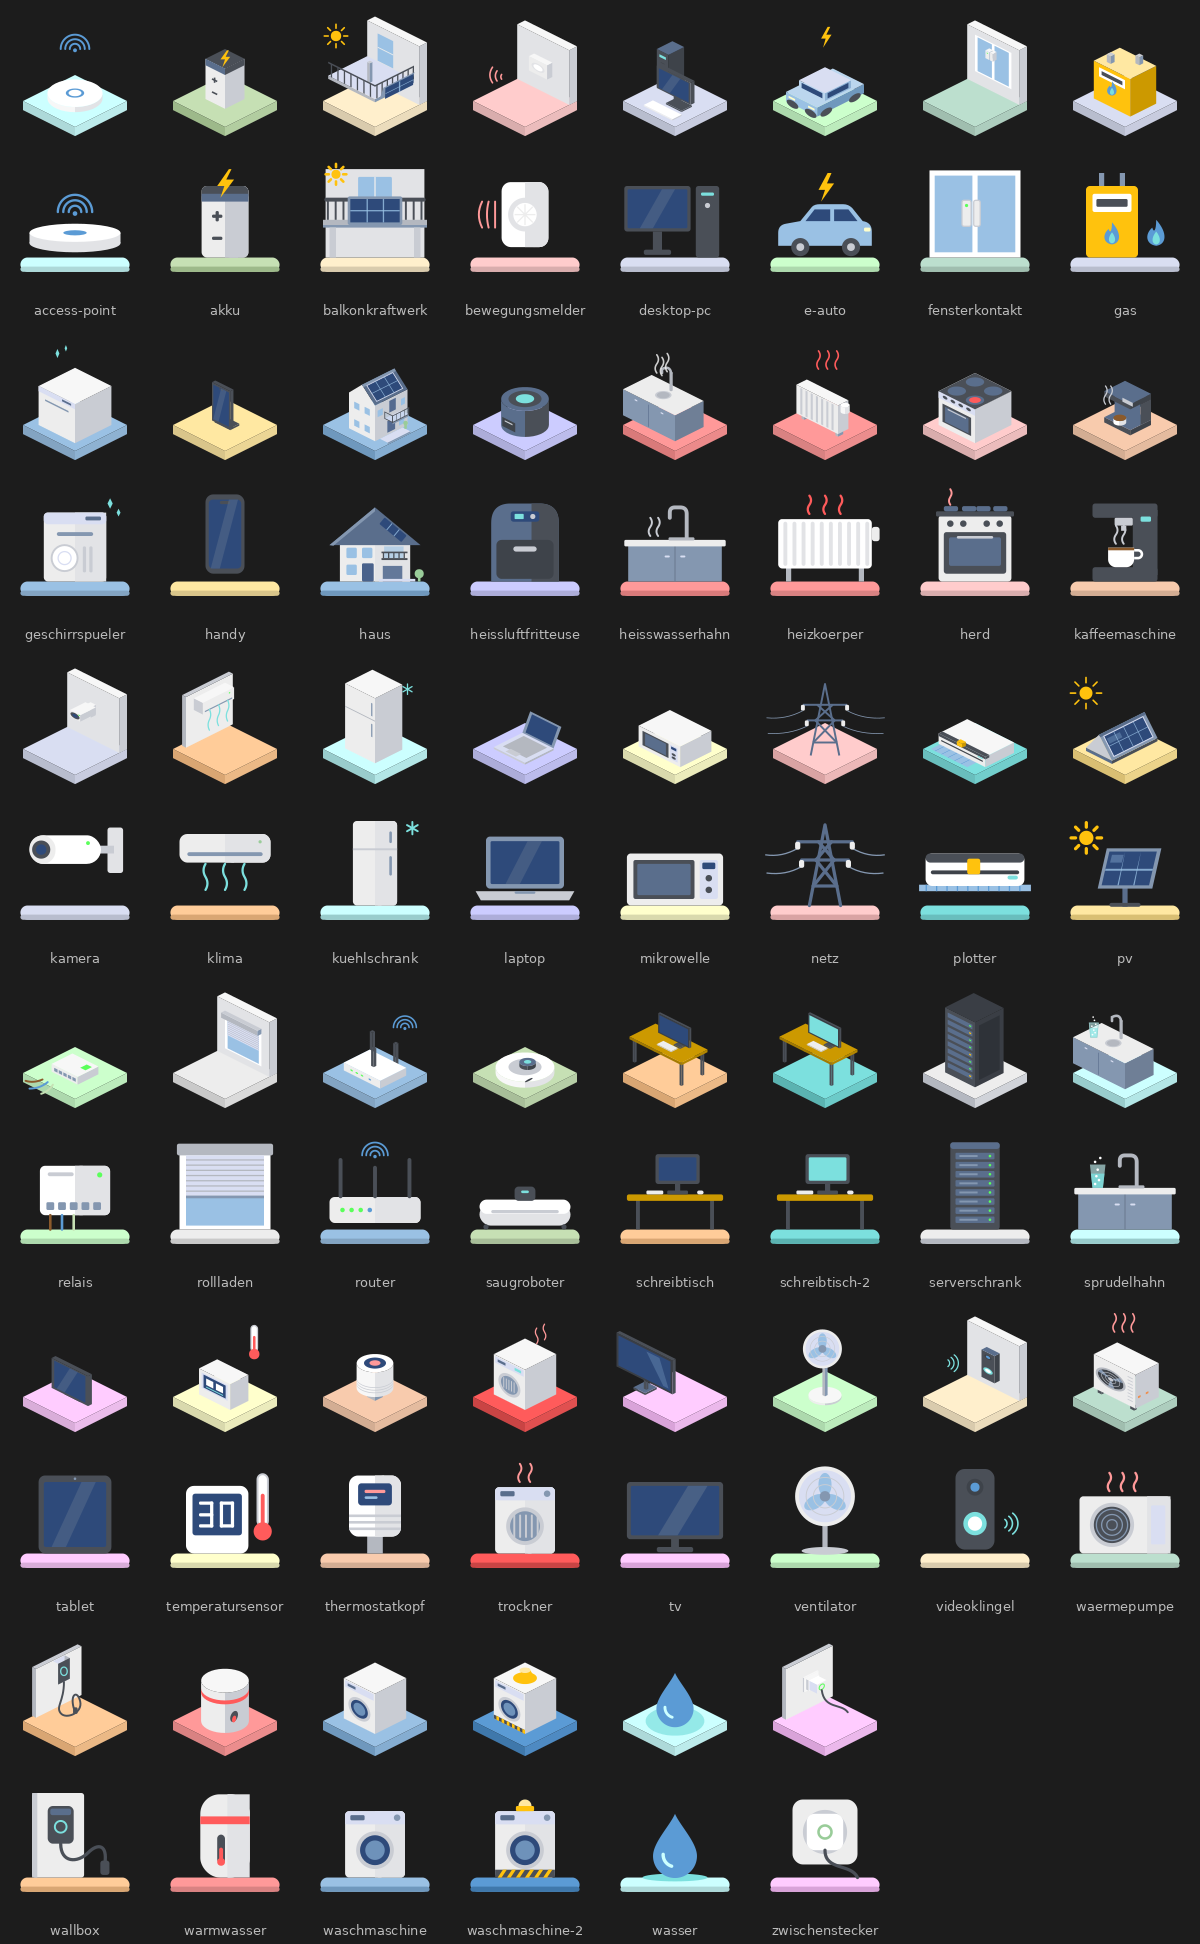 access-point akku balkonkraftwerk bewegungsmelder desktop-pc e-auto fensterkontakt gas
geschirrspueler handy haus heissluftfritteuse heisswasserhahn heizkoerper herd kaffeemaschine
kamera klima kuehlschrank laptop mikrowelle netz plotter pv
relais rollladen router saugroboter schreibtisch schreibtisch-2 serverschrank sprudelhahn
30
tablet temperatursensor thermostatkopf trockner tv ventilator videoklingel waermepumpe
wallbox warmwasser waschmaschine waschmaschine-2 wasser zwischenstecker